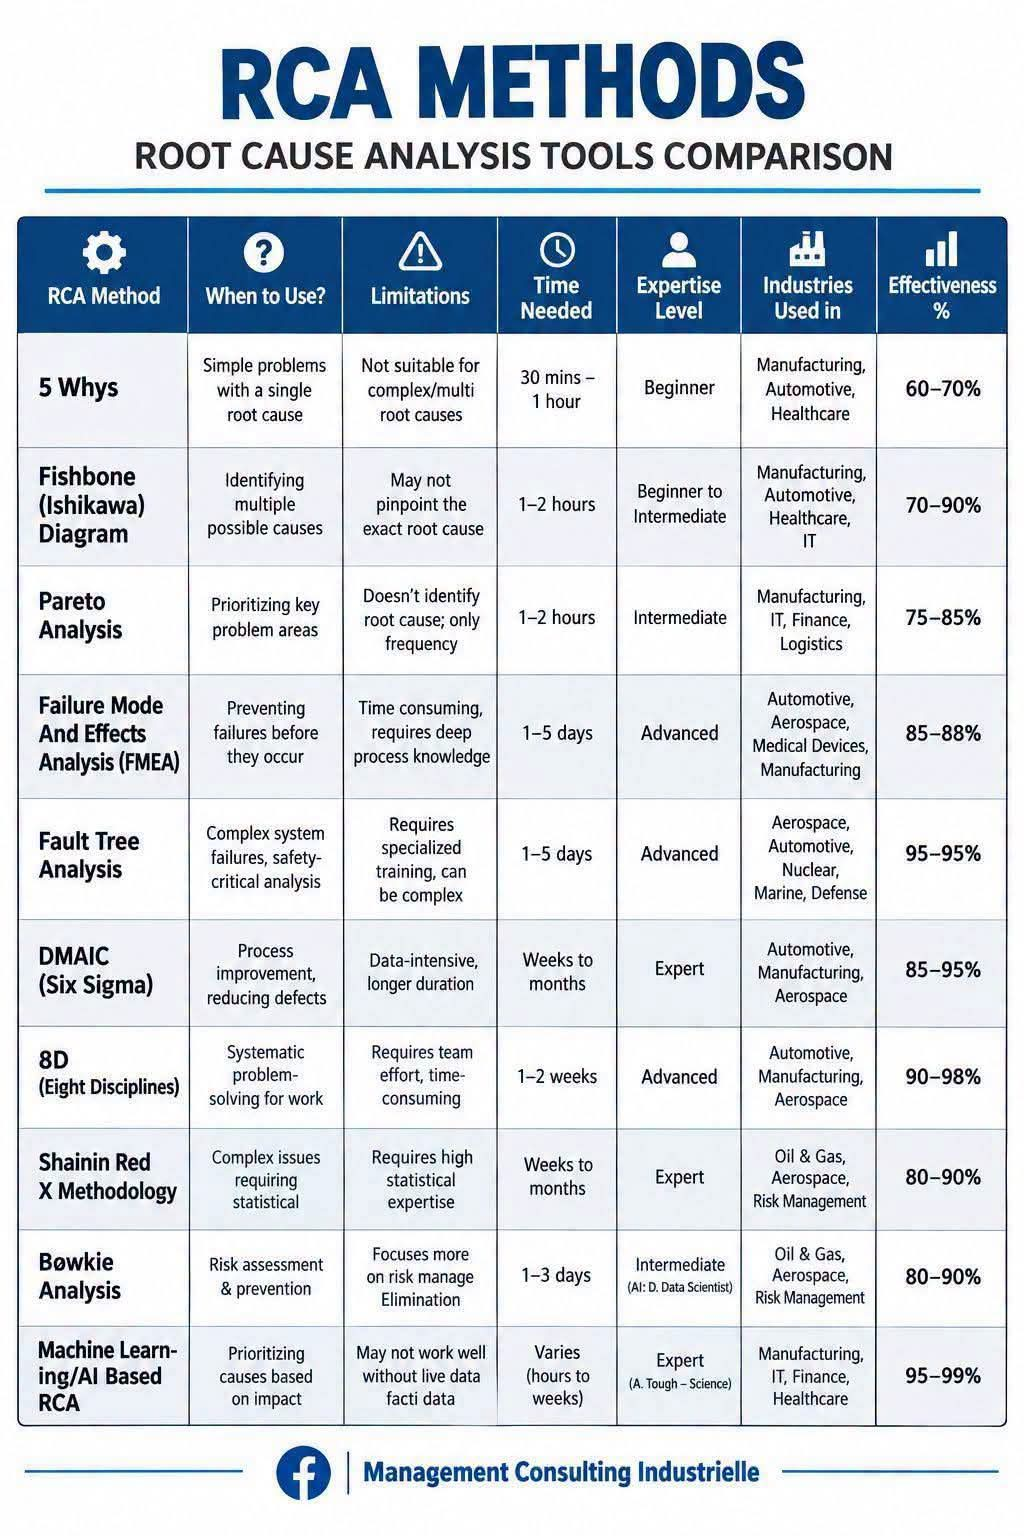 RCA METHODS
ROOT CAUSE ANALYSIS TOOLS COMPARISON
RCA Method
When to Use?
Limitations
Time
Needed
Expertise
Level
Industries
Used in
Effectiveness
%
5 Whys
Simple problems
with a single
root cause
Not suitable for
complex/multi
root causes
30 mins –
1 hour
Beginner
Manufacturing,
Automotive,
Healthcare
60–70%
Fishbone
(Ishikawa)
Diagram
Identifying
multiple
possible causes
May not
pinpoint the
exact root cause
1–2 hours
Beginner to
Intermediate
Manufacturing,
Automotive,
Healthcare,
IT
70–90%
Pareto
Analysis
Prioritizing key
problem areas
Doesn't identify
root cause; only
frequency
1–2 hours
Intermediate
Manufacturing,
IT, Finance,
Logistics
75–85%
Failure Mode
And Effects
Analysis (FMEA)
Preventing
failures before
they occur
Time consuming,
requires deep
process knowledge
1–5 days
Advanced
Automotive,
Aerospace,
Medical Devices,
Manufacturing
85–88%
Fault Tree
Analysis
Complex system
failures, safety-
critical analysis
Requires
specialized
training, can
be complex
1–5 days
Advanced
Aerospace,
Automotive,
Nuclear,
Marine, Defense
95–95%
DMAIC
(Six Sigma)
Process
improvement,
reducing defects
Data-intensive,
longer duration
Weeks to
months
Expert
Automotive,
Manufacturing,
Aerospace
85–95%
8D
(Eight Disciplines)
Systematic
problem-
solving for work
Requires team
effort, time-
consuming
1–2 weeks
Advanced
Automotive,
Manufacturing,
Aerospace
90–98%
Shainin Red
X Methodology
Complex issues
requiring
statistical
Requires high
statistical
expertise
Weeks to
months
Expert
Oil & Gas,
Aerospace,
Risk Management
80–90%
Bøwkie
Analysis
Risk assessment
& prevention
Focuses more
on risk manage
Elimination
1–3 days
Intermediate
(AI: D. Data Scientist)
Oil & Gas,
Aerospace,
Risk Management
80–90%
Machine Learn-
ing/AI Based
RCA
Prioritizing
causes based
on impact
May not work well
without live data
facti data
Varies
(hours to
weeks)
Expert
(A. Tough – Science)
Manufacturing,
IT, Finance,
Healthcare
95–99%
Management Consulting Industrielle